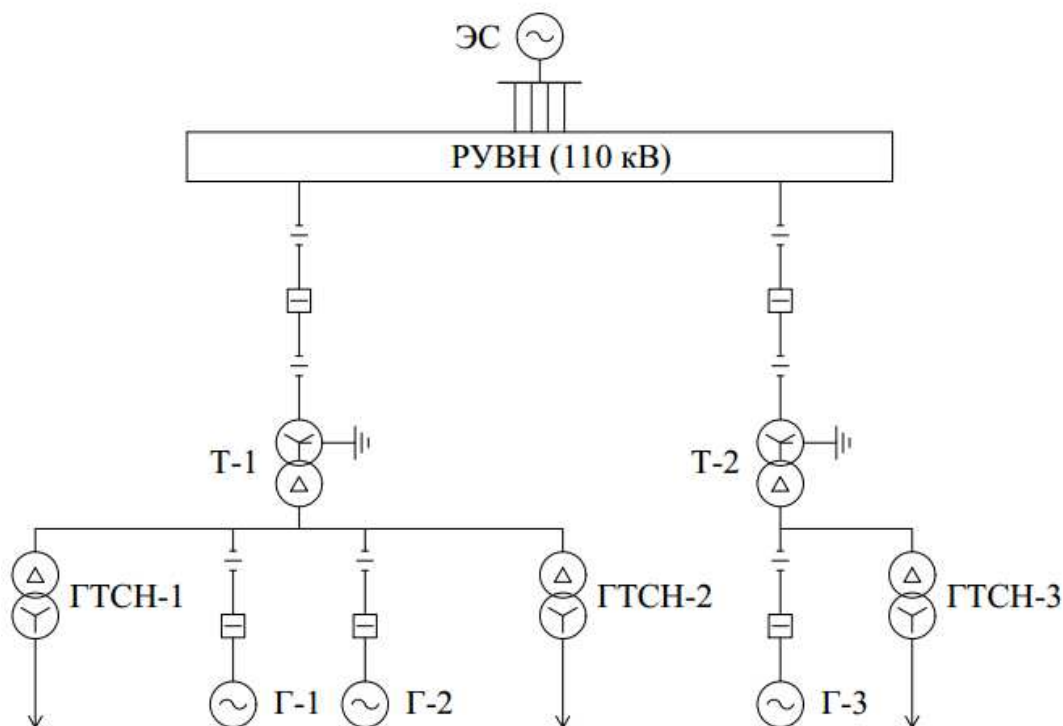 ЭС
РУВН (110 кВ)
Т-1
Т-2
ГТСН-1
ГТСН-2
ГТСН-3
Г-1
Г-2
Г-3